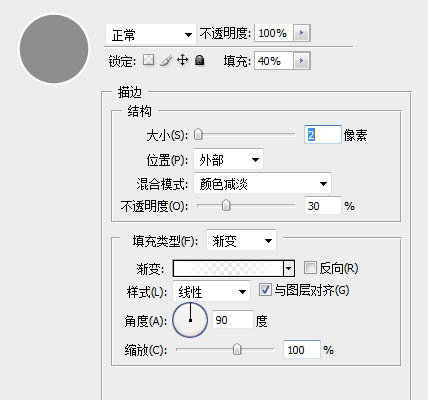 正常 不透明度: 100%
锁定: 填充: 40%
描边
结构
大小(S): 2 像素
位置(P): 外部
混合模式: 颜色减淡
不透明度(O): 30 %
填充类型(F): 渐变
渐变: 反向(R)
样式(L): 线性 与图层对齐(G)
角度(A): 90 度
缩放(C): 100 %